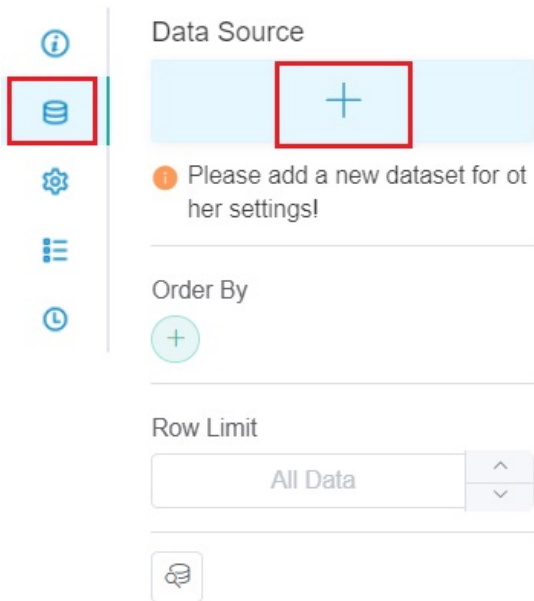 Data Source
Please add a new dataset for ot
her settings!
Order By
Row Limit
All Data